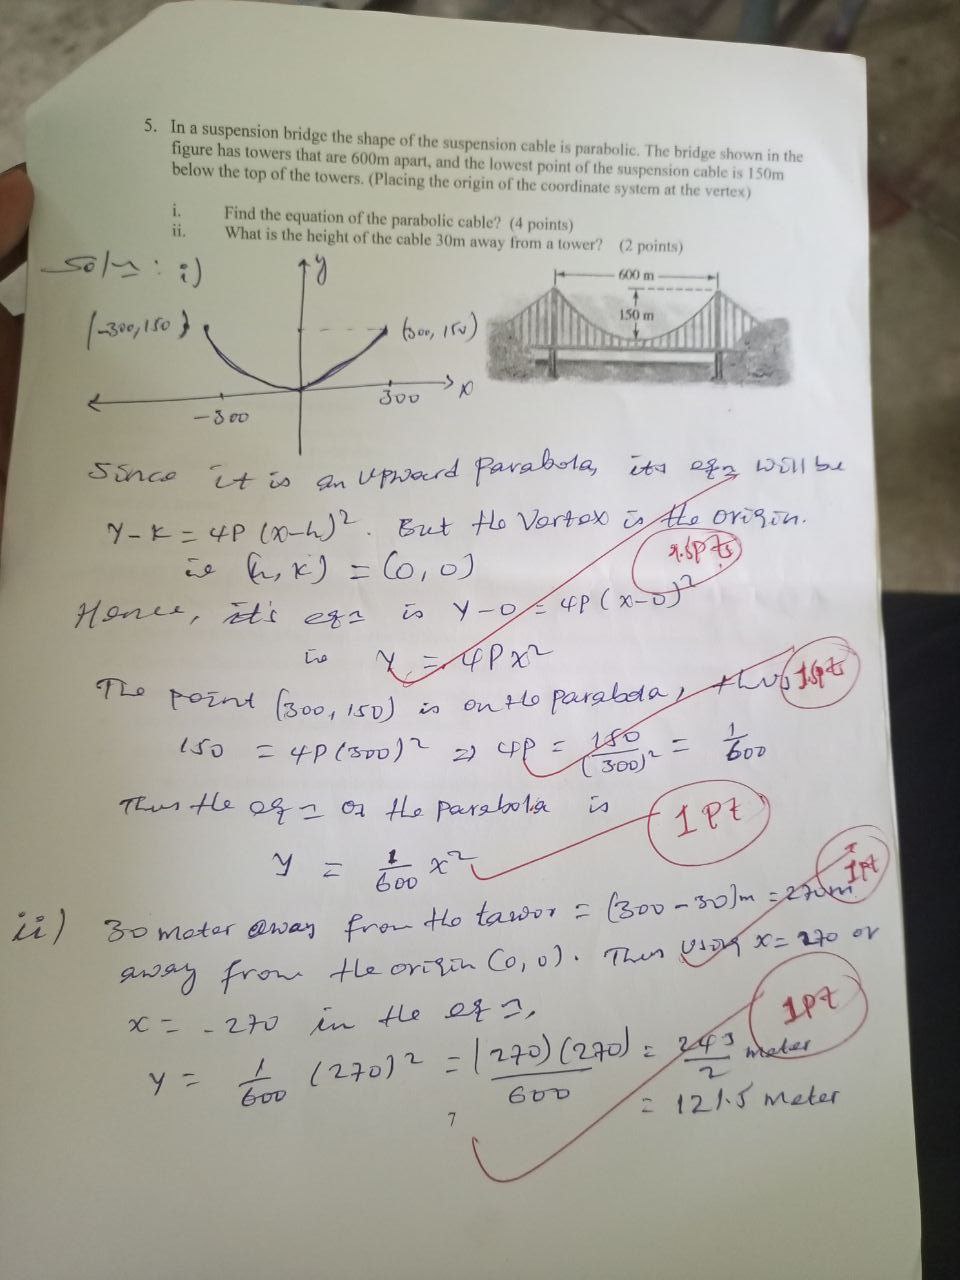 5. In a suspension bridge the shape of the suspension cable is parabolic. The bridge shown in the
figure has towers that are 600m apart, and the lowest point of the suspension cable is 150m
below the top of the towers. (Placing the origin of the coordinate system at the vertex)
i. Find the equation of the parabolic cable? (4 points)
ii. What is the height of the cable 30m away from a tower? (2 points)
Soln: i)
y
600 m
150 m
(-300, 150)
(300, 150)
x
-300
300
Since it is an upward parabola, its eqn will be
y-k = 4P (x-h)². But the Vertex is the origin.
ie (h, k) = (0, 0)
Hence, it's eqn is y-0 = 4P(x-0)²
ie y = 4Px²
1.5pts
The point (300, 150) is on the parabola, thus
1.5pt
150 = 4P(300)² => 4P = 150/(300)² = 1/600
Thus the eqn of the parabola is
1pt
y = 1/600 x²
1pt
ii) 30 meter away from the tawor = (300-30)m = 270m
away from the origin (0, 0). Thus using x = 270 or
x = -270 in the eqn,
1pt
y = 1/600 (270)² = (270)(270)/600 = 243/2 meter
= 121.5 meter
7